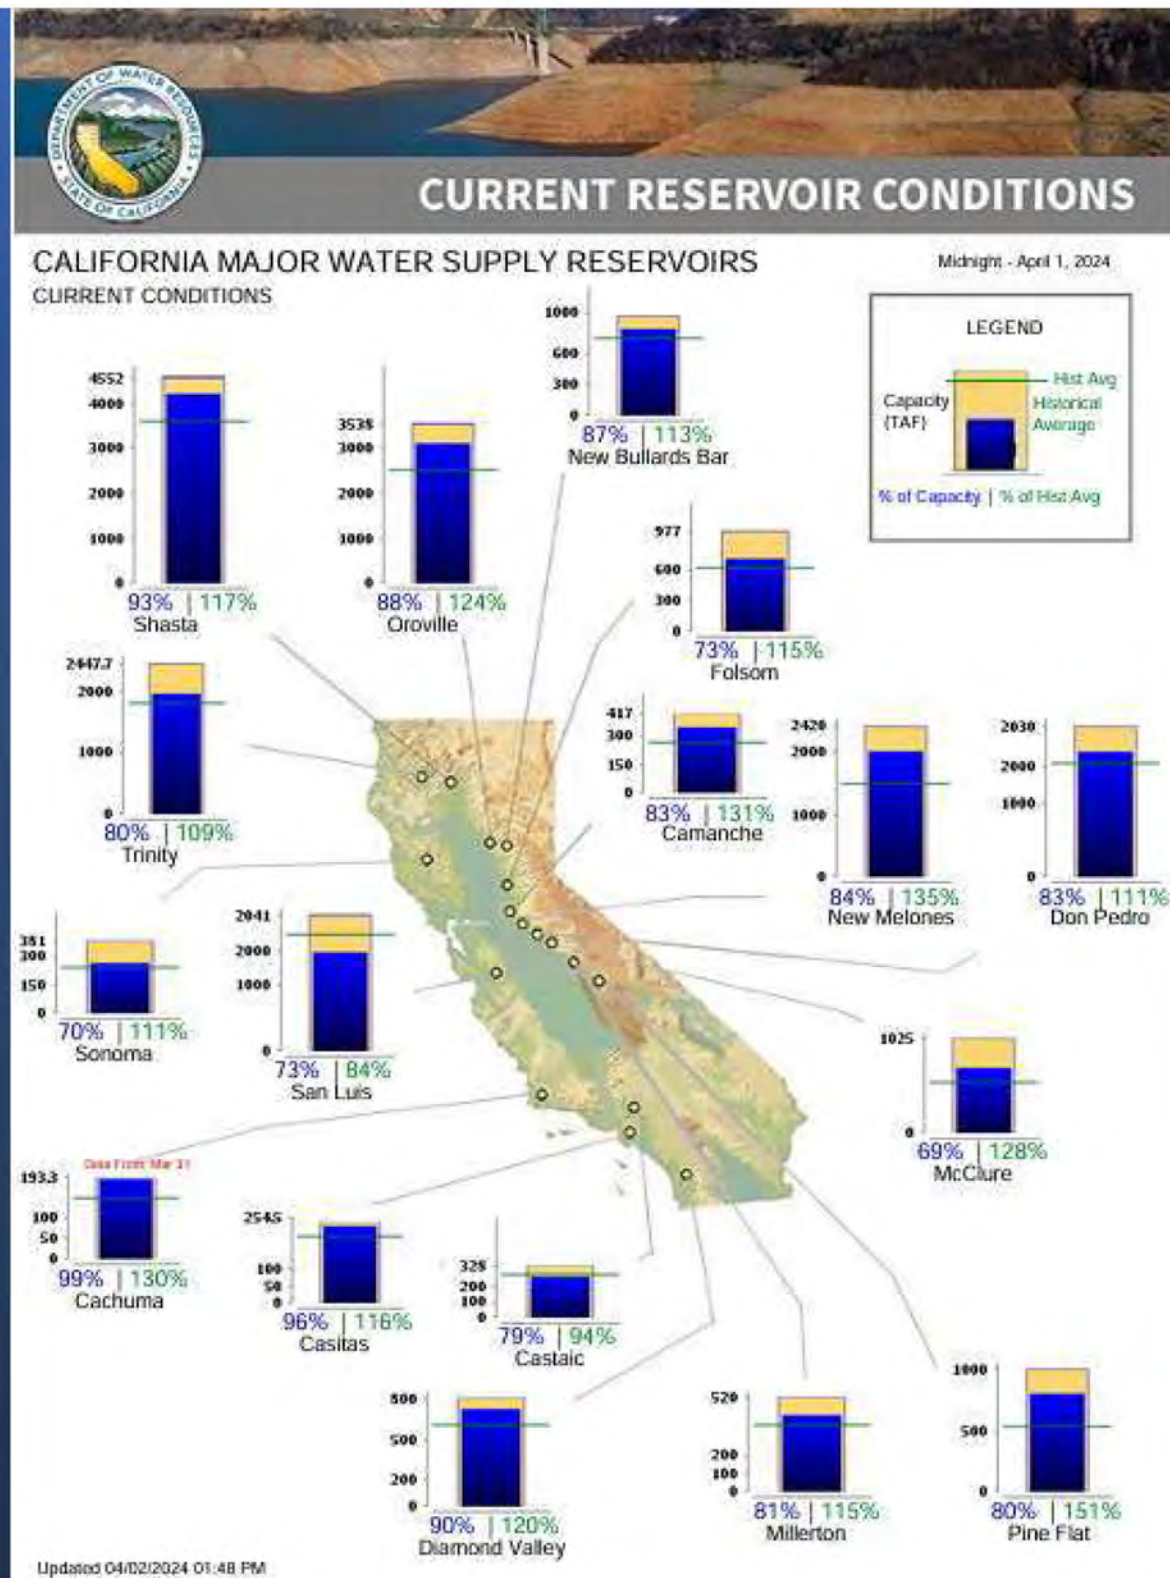 DEPARTMENT OF WATER RESOURCES
STATE OF CALIFORNIA
CURRENT RESERVOIR CONDITIONS
CALIFORNIA MAJOR WATER SUPPLY RESERVOIRS
CURRENT CONDITIONS
Midnight - April 1, 2024
LEGEND
Hist Avg
Capacity
(TAF)
Historical
Average
% of Capacity | % of Hist Avg
1000
600
300
0
87% | 113%
New Bullards Bar
4552
4000
3000
2000
1000
0
93% | 117%
Shasta
3538
3000
2000
1000
0
88% | 124%
Oroville
977
600
300
0
73% | 115%
Folsom
2447.7
2000
1000
0
80% | 109%
Trinity
417
300
150
0
83% | 131%
Camanche
2420
2000
1000
0
84% | 135%
New Melones
2030
2000
1000
0
83% | 111%
Don Pedro
381
300
150
0
70% | 111%
Sonoma
2041
2000
1000
0
73% | 84%
San Luis
1025
0
69% | 128%
McClure
Data From: Mar 31
193.3
100
50
0
99% | 130%
Cachuma
254.5
100
50
0
96% | 116%
Casitas
328
200
100
0
79% | 94%
Castaic
800
500
200
0
90% | 120%
Diamond Valley
520
200
100
0
81% | 115%
Millerton
1000
500
0
80% | 151%
Pine Flat
Updated 04/02/2024 01:48 PM